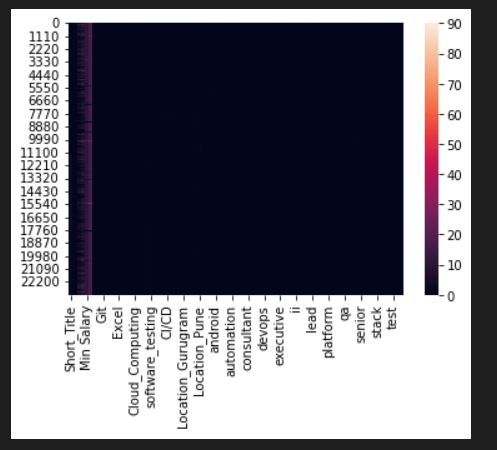 0
1110
2220
3330
4440
5550
6660
7770
8880
9990
11100
12210
13320
14430
15540
16650
17760
18870
19980
21090
22200
90
80
70
60
50
40
30
20
10
0
Short_Title
Min Salary
Git
Excel
Cloud_Computing
software_testing
CI/CD
Location_Gurugram
Location_Pune
android
automation
consultant
devops
executive
ii
lead
platform
qa
senior
stack
test